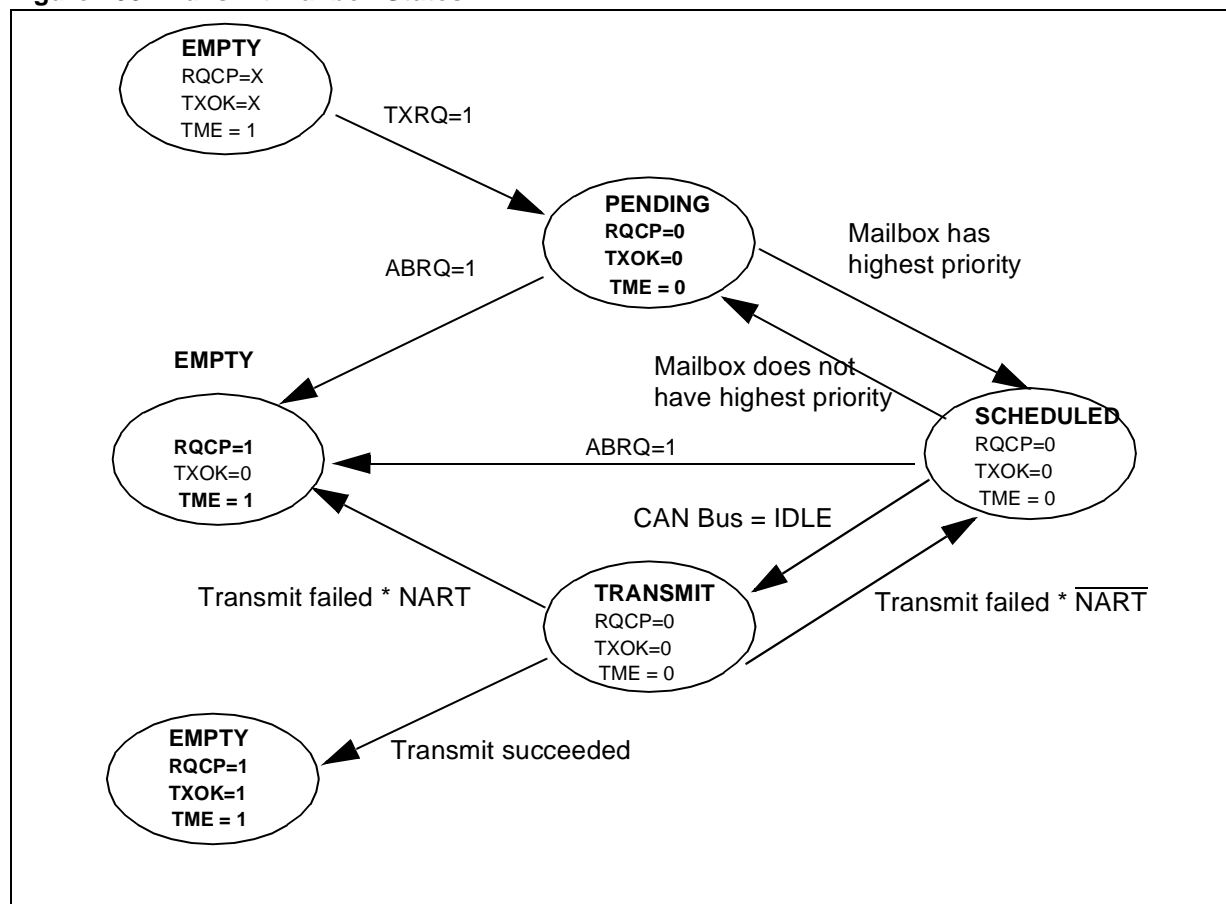 EMPTY
RQCP=X
TXOK=X
TME = 1
TXRQ=1
PENDING
RQCP=0
TXOK=0
TME = 0
Mailbox has
highest priority
ABRQ=1
EMPTY
Mailbox does not
have highest priority
RQCP=1
TXOK=0
TME = 1
ABRQ=1
SCHEDULED
RQCP=0
TXOK=0
TME = 0
CAN Bus = IDLE
Transmit failed * NART
TRANSMIT
RQCP=0
TXOK=0
TME = 0
Transmit failed * N̅A̅R̅T̅
EMPTY
RQCP=1
TXOK=1
TME = 1
Transmit succeeded